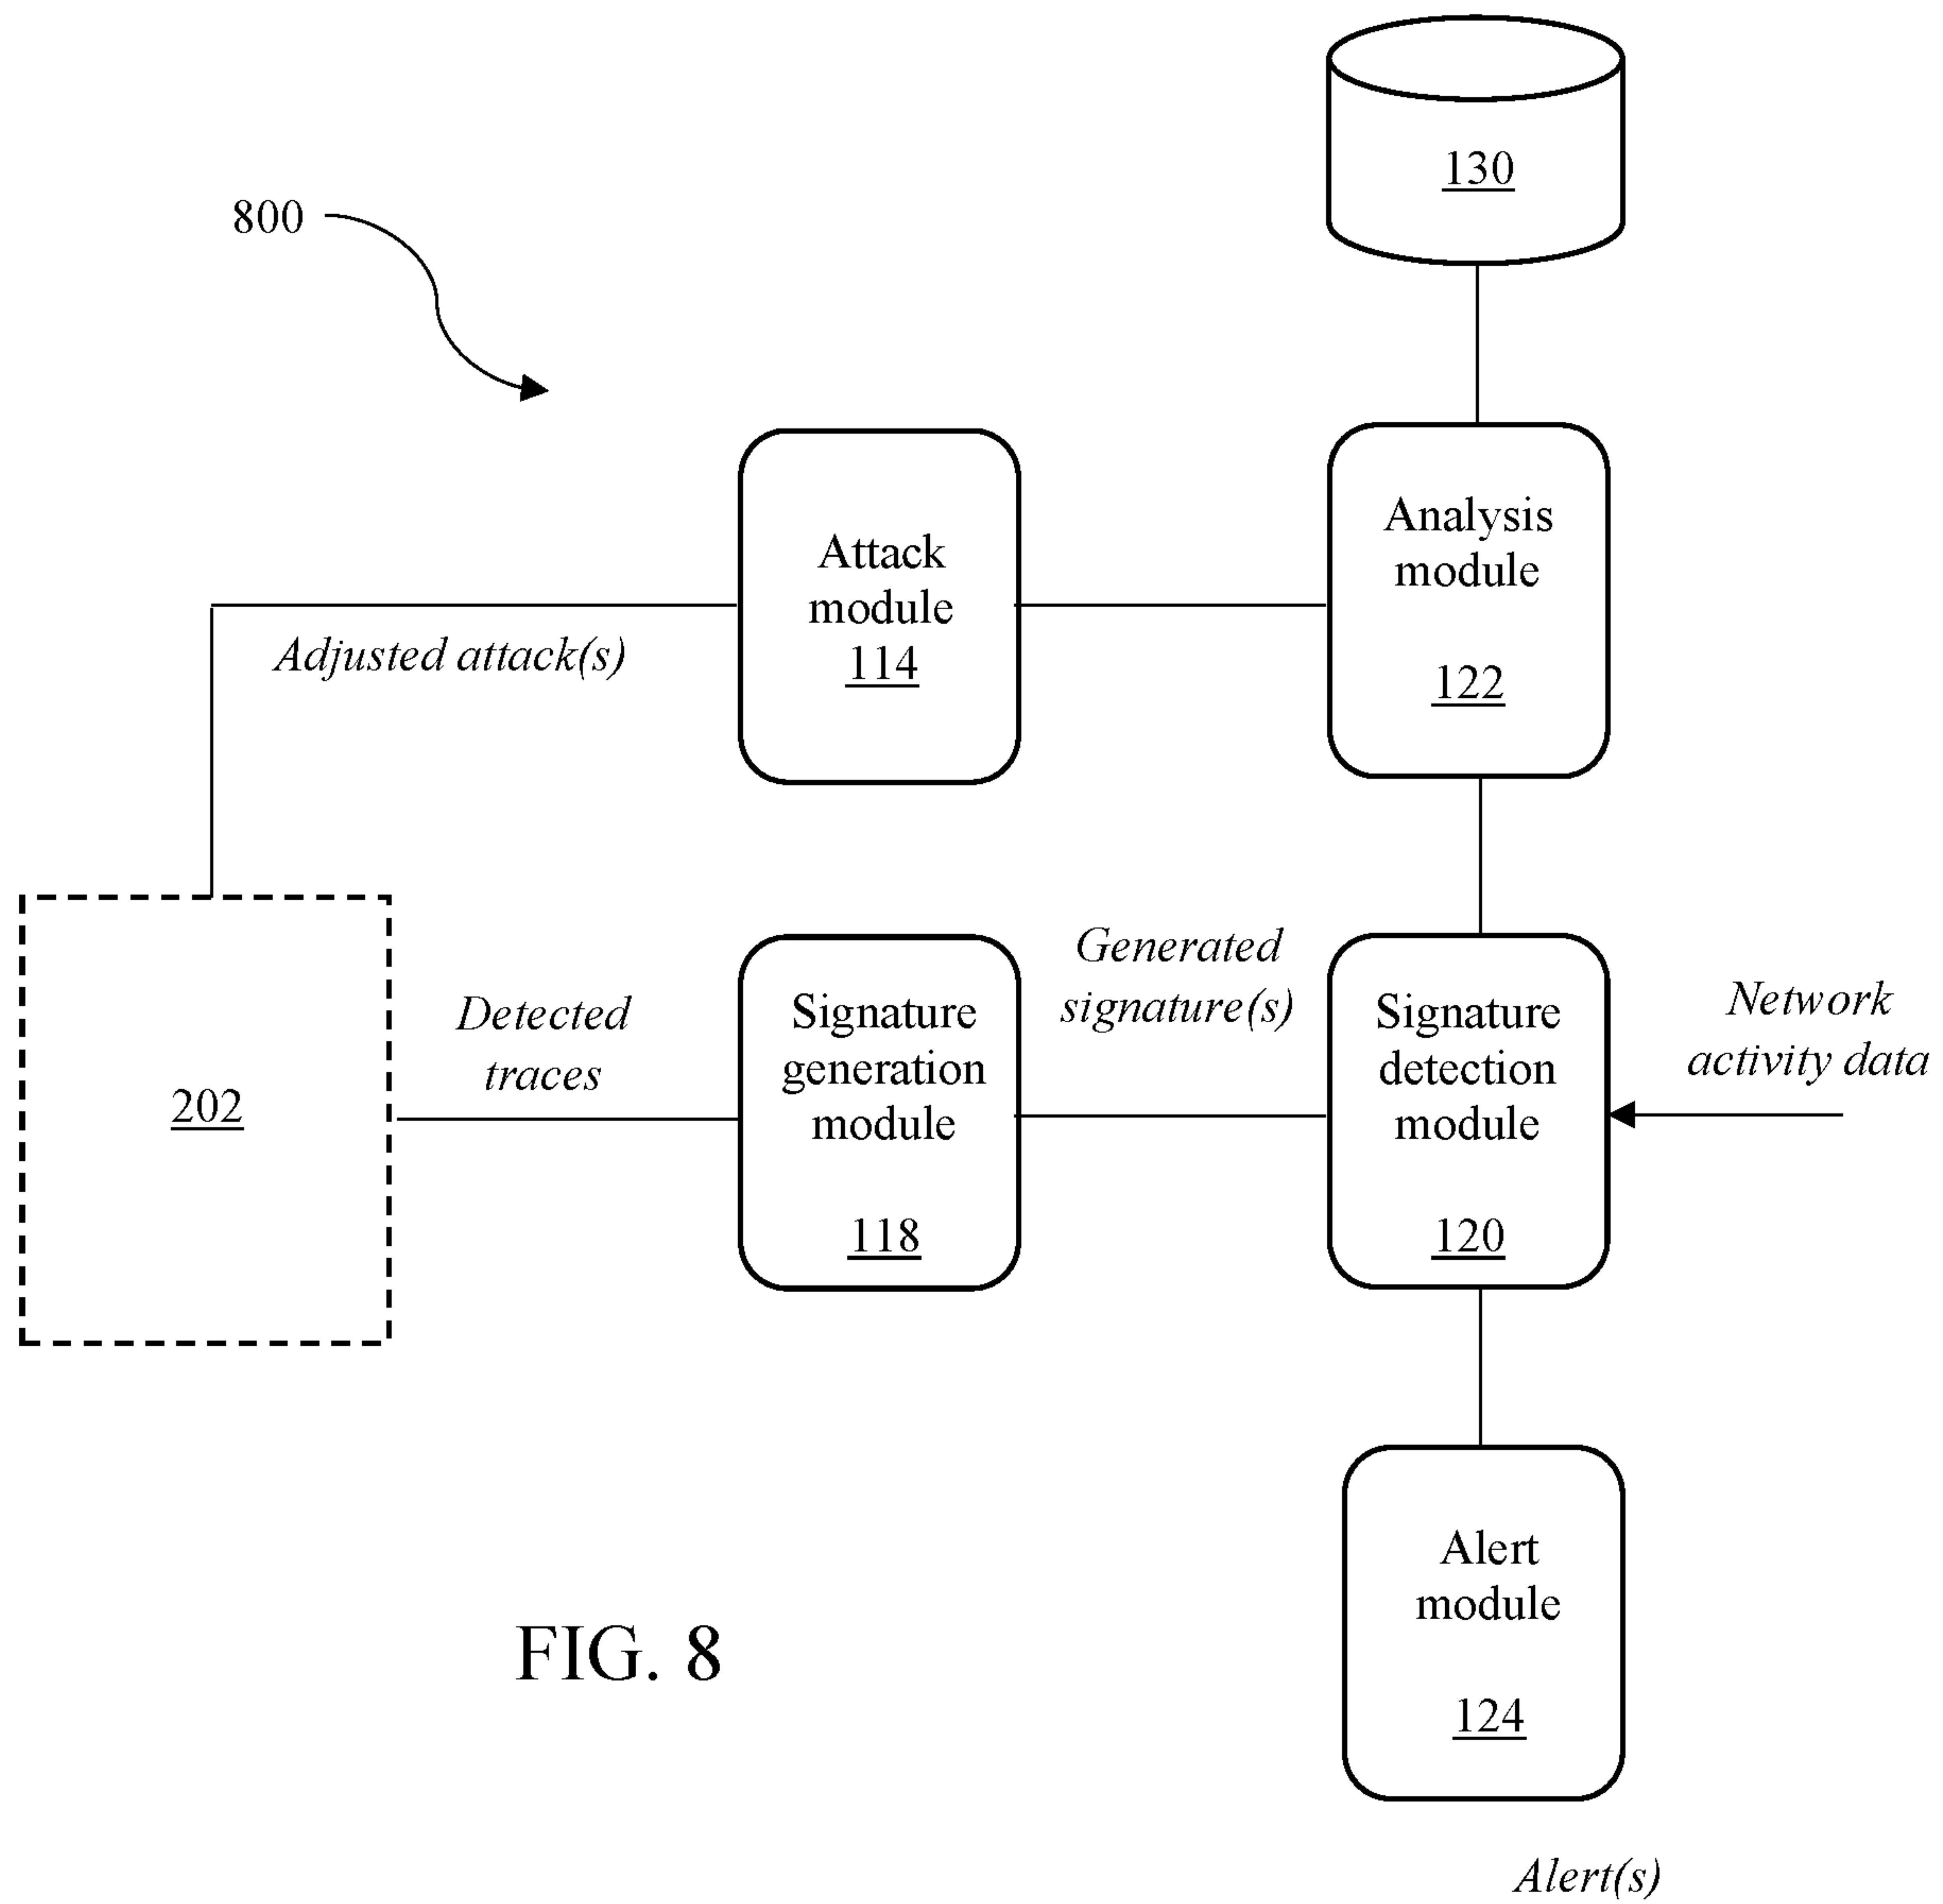 130
800
Analysis
module
122
Attack
module
114
Adjusted attack(s)
202
Detected
traces
Signature
generation
module
118
Generated
signature(s)
Signature
detection
module
120
Network
activity data
Alert
module
124
FIG. 8
Alert(s)